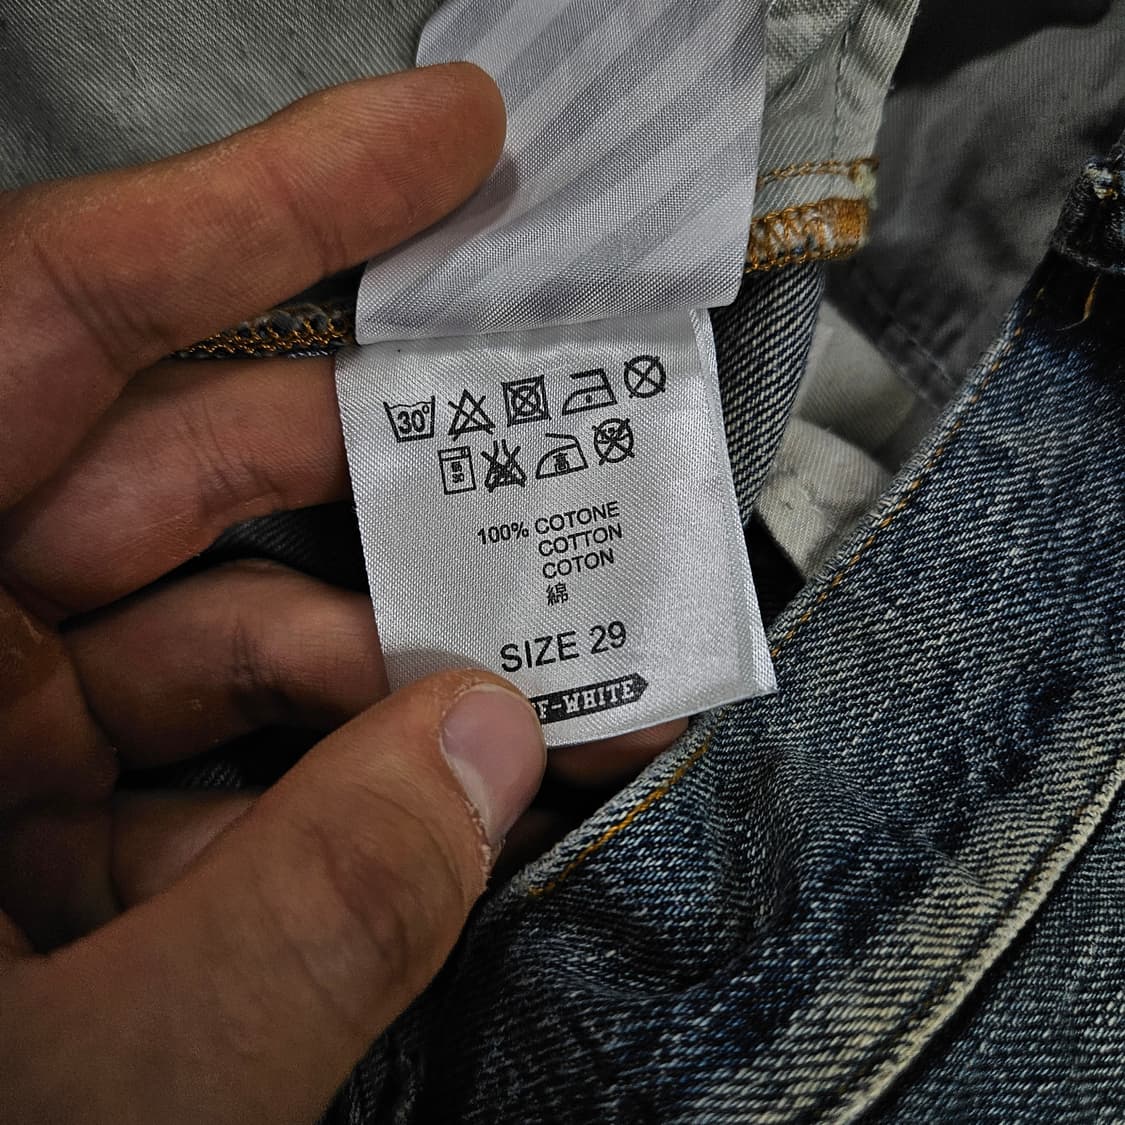 30°
100% COTONE
COTTON
COTON
綿
SIZE 29
F-WHITE